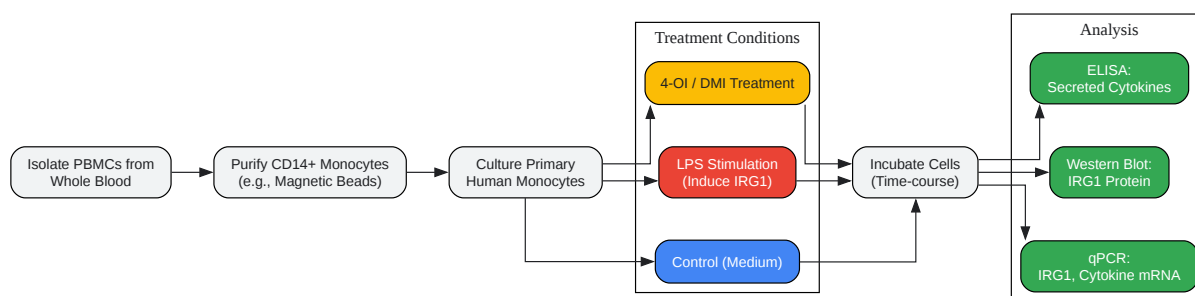 Isolate PBMCs from
Whole Blood
Purify CD14+ Monocytes
(e.g., Magnetic Beads)
Culture Primary
Human Monocytes
Treatment Conditions
4-OI / DMI Treatment
LPS Stimulation
(Induce IRG1)
Control (Medium)
Incubate Cells
(Time-course)
Analysis
ELISA:
Secreted Cytokines
Western Blot:
IRG1 Protein
qPCR:
IRG1, Cytokine mRNA